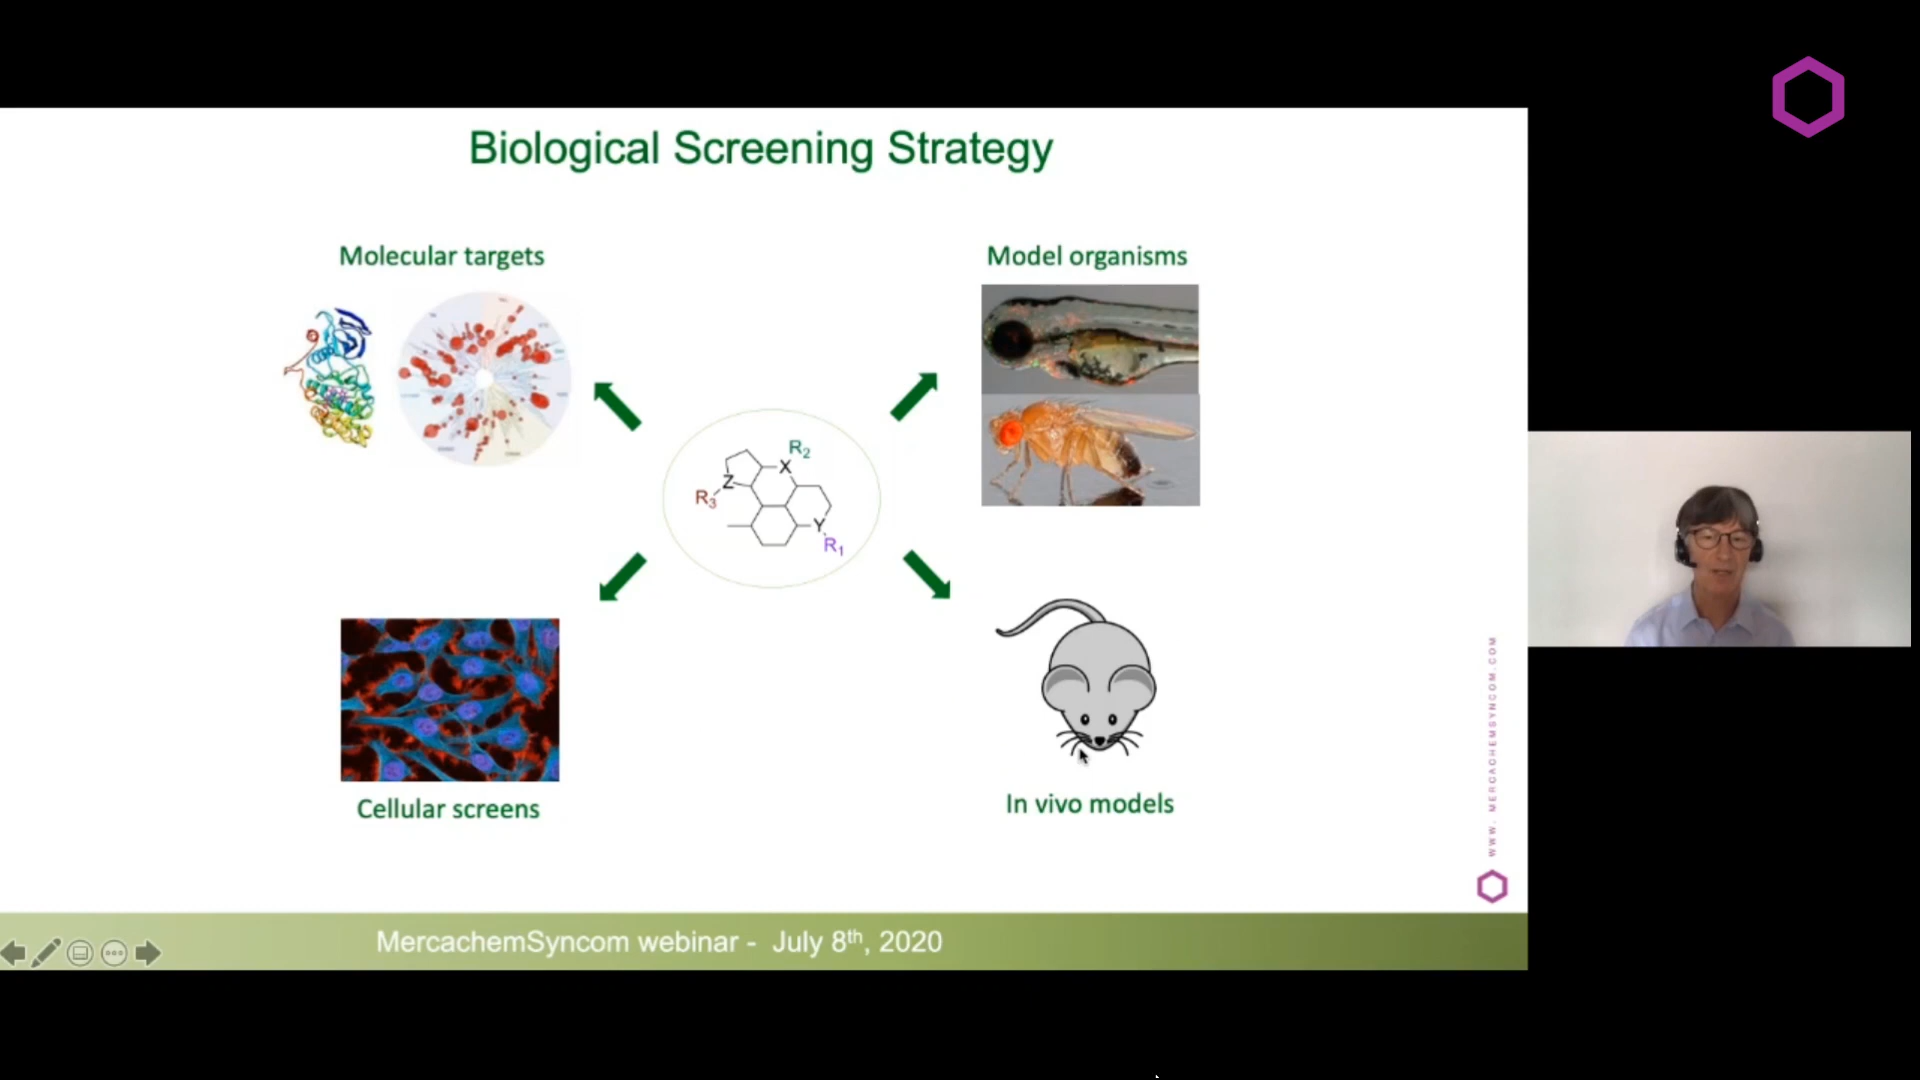 Biological Screening Strategy
Molecular targets
Model organisms
R2
X
Z
R3
Y
R1
Cellular screens
In vivo models
WWW. MERCACHEMSYNCOM.COM
MercachemSyncom webinar - July 8th, 2020